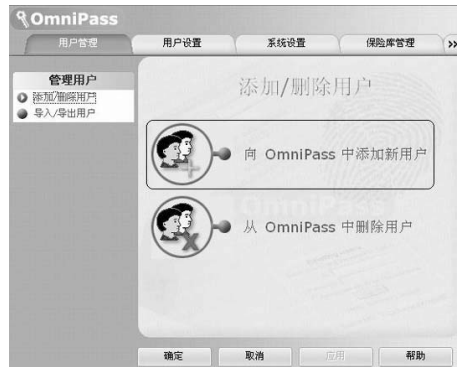 OmniPass
用户管理 用户设置 系统设置 保险库管理 »
管理用户
添加/删除用户
导入/导出用户
添加/删除用户
向 OmniPass 中添加新用户
从 OmniPass 中删除用户
确定 取消 应用 帮助